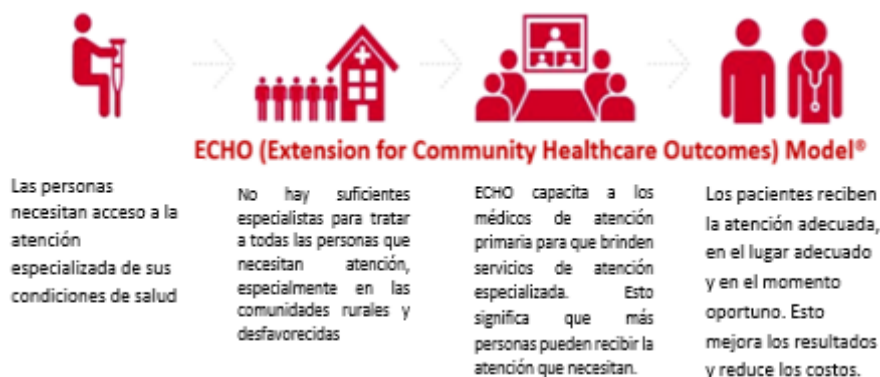 ECHO (Extension for Community Healthcare Outcomes) Model®
Las personas
necesitan acceso a la
atención
especializada de sus
condiciones de salud
No hay suficientes
especialistas para tratar
a todas las personas que
necesitan atención,
especialmente en las
comunidades rurales y
desfavorecidas
ECHO capacita a los
médicos de atención
primaria para que brinden
servicios de atención
especializada. Esto
significa que más
personas pueden recibir la
atención que necesitan.
Los pacientes reciben
la atención adecuada,
en el lugar adecuado
y en el momento
oportuno. Esto
mejora los resultados
y reduce los costos.